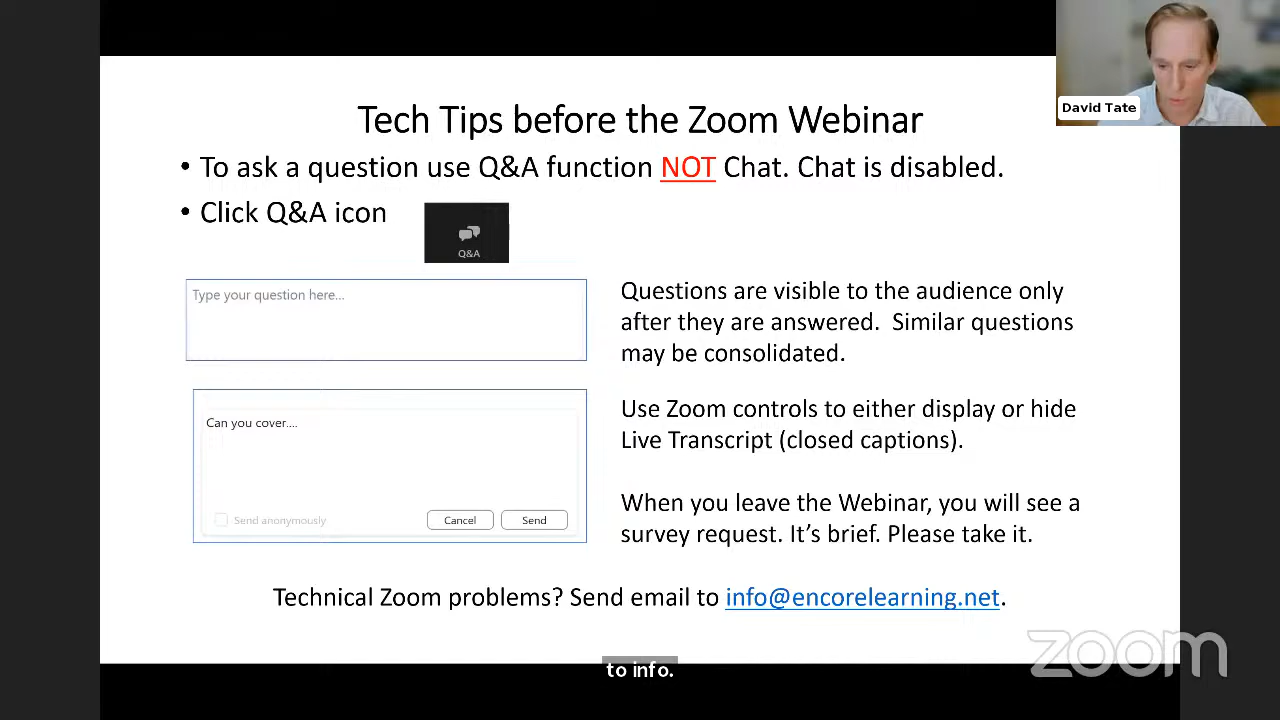 Tech Tips before the Zoom Webinar
David Tate
• To ask a question use Q&A function NOT Chat. Chat is disabled.
• Click Q&A icon
Q&A
Type your question here...
Questions are visible to the audience only
after they are answered.  Similar questions
may be consolidated.
Can you cover....
Use Zoom controls to either display or hide
Live Transcript (closed captions).
Send anonymously
Cancel
Send
When you leave the Webinar, you will see a
survey request. It’s brief. Please take it.
Technical Zoom problems? Send email to info@encorelearning.net.
zoom
to info.